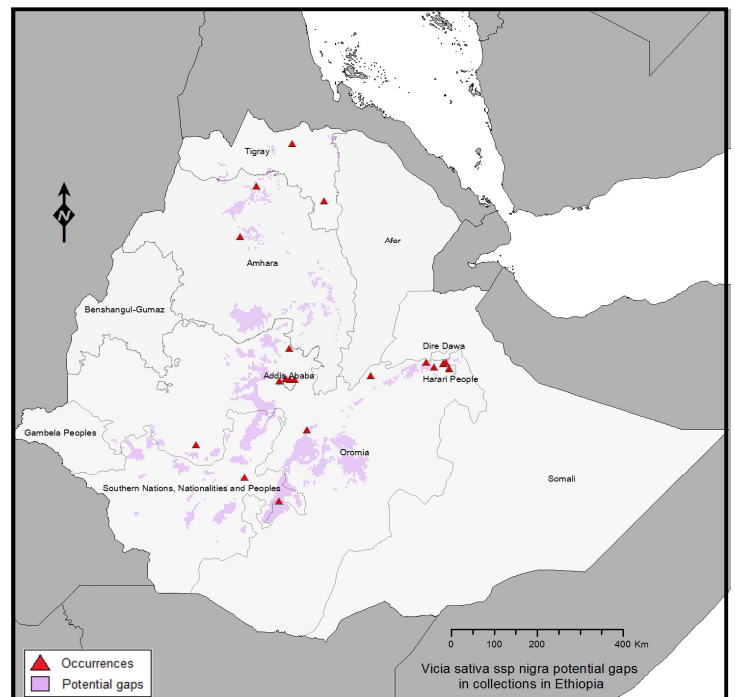 Tigray
Afar
Amhara
Benshangul-Gumaz
Dire Dawa
Addis Ababa
Harari People
Gambela Peoples
Oromia
Somali
Southern Nations, Nationalities and Peoples
N
0 100 200 400 Km
Occurrences
Potential gaps
Vicia sativa ssp nigra potential gaps
in collections in Ethiopia